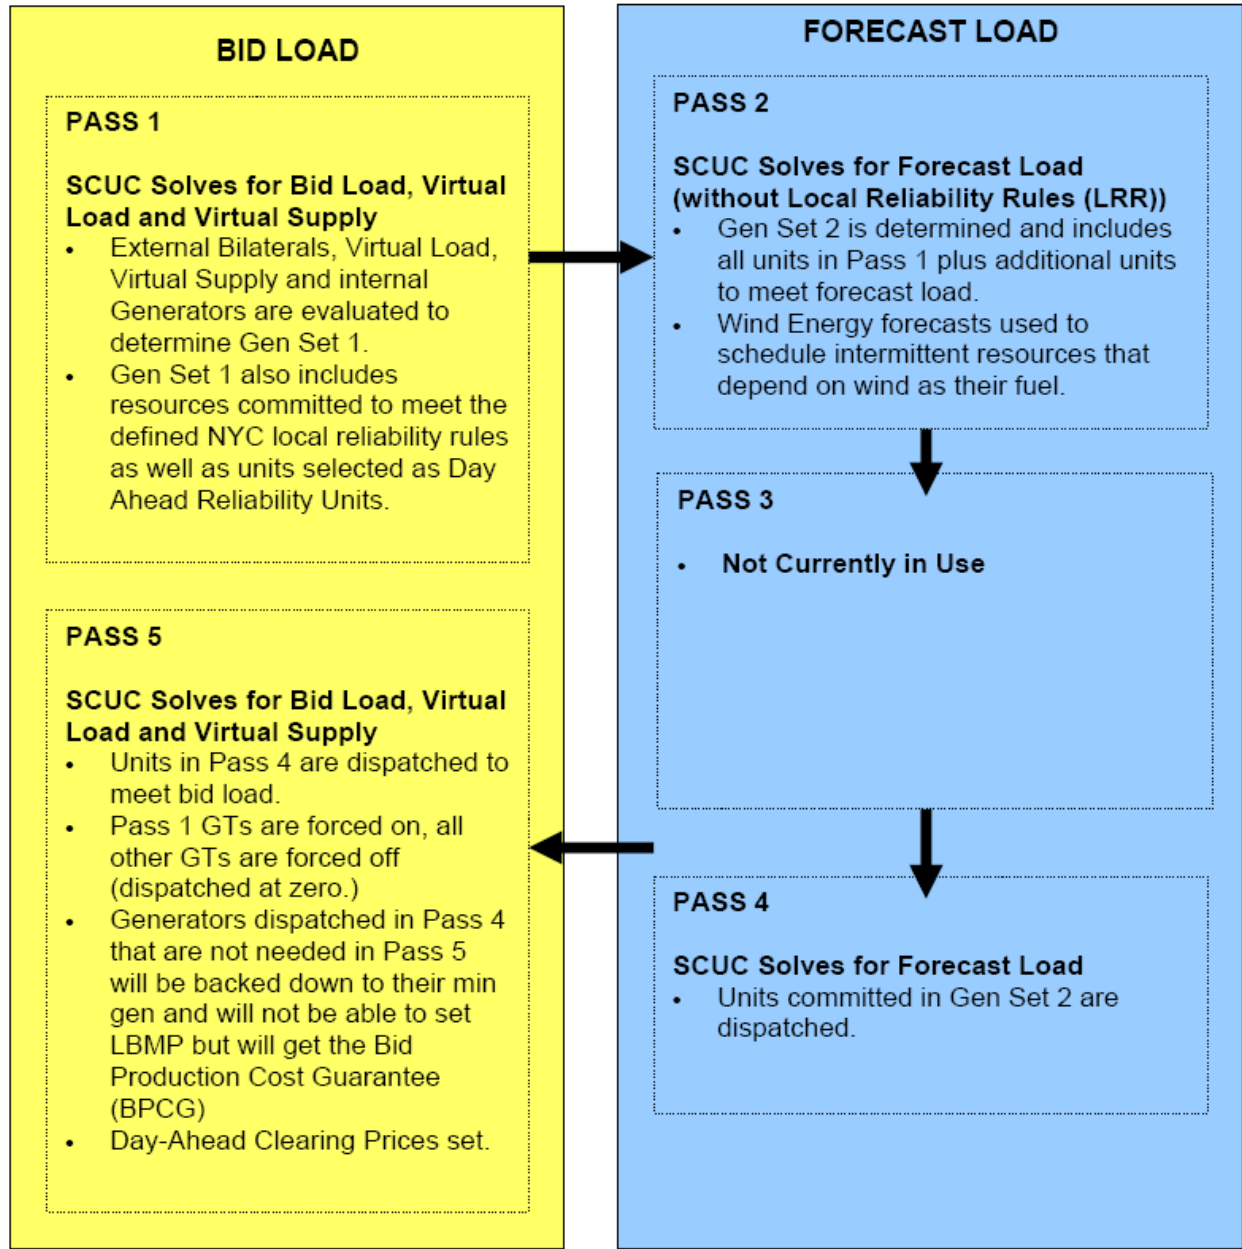 BID LOAD
PASS 1
SCUC Solves for Bid Load, Virtual
Load and Virtual Supply
• External Bilaterals, Virtual Load,
Virtual Supply and internal
Generators are evaluated to
determine Gen Set 1.
• Gen Set 1 also includes
resources committed to meet the
defined NYC local reliability rules
as well as units selected as Day
Ahead Reliability Units.
FORECAST LOAD
PASS 2
SCUC Solves for Forecast Load
(without Local Reliability Rules (LRR))
• Gen Set 2 is determined and includes
all units in Pass 1 plus additional units
to meet forecast load.
• Wind Energy forecasts used to
schedule intermittent resources that
depend on wind as their fuel.
PASS 3
• Not Currently in Use
PASS 4
SCUC Solves for Forecast Load
• Units committed in Gen Set 2 are
dispatched.
PASS 5
SCUC Solves for Bid Load, Virtual
Load and Virtual Supply
• Units in Pass 4 are dispatched to
meet bid load.
• Pass 1 GTs are forced on, all
other GTs are forced off
(dispatched at zero.)
• Generators dispatched in Pass 4
that are not needed in Pass 5
will be backed down to their min
gen and will not be able to set
LBMP but will get the Bid
Production Cost Guarantee
(BPCG)
• Day-Ahead Clearing Prices set.